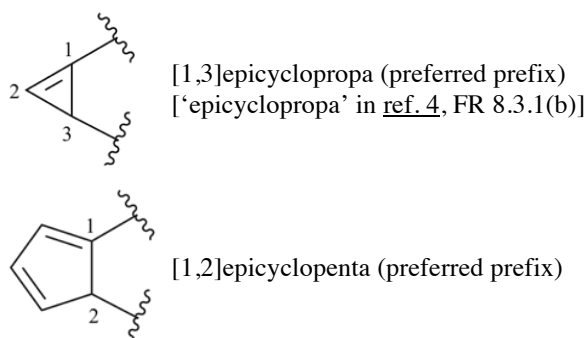 1
2
3
[1,3]epicyclopropa (preferred prefix)
[‘epicyclopropa’ in ref. 4, FR 8.3.1(b)]
1
2
[1,2]epicyclopenta (preferred prefix)